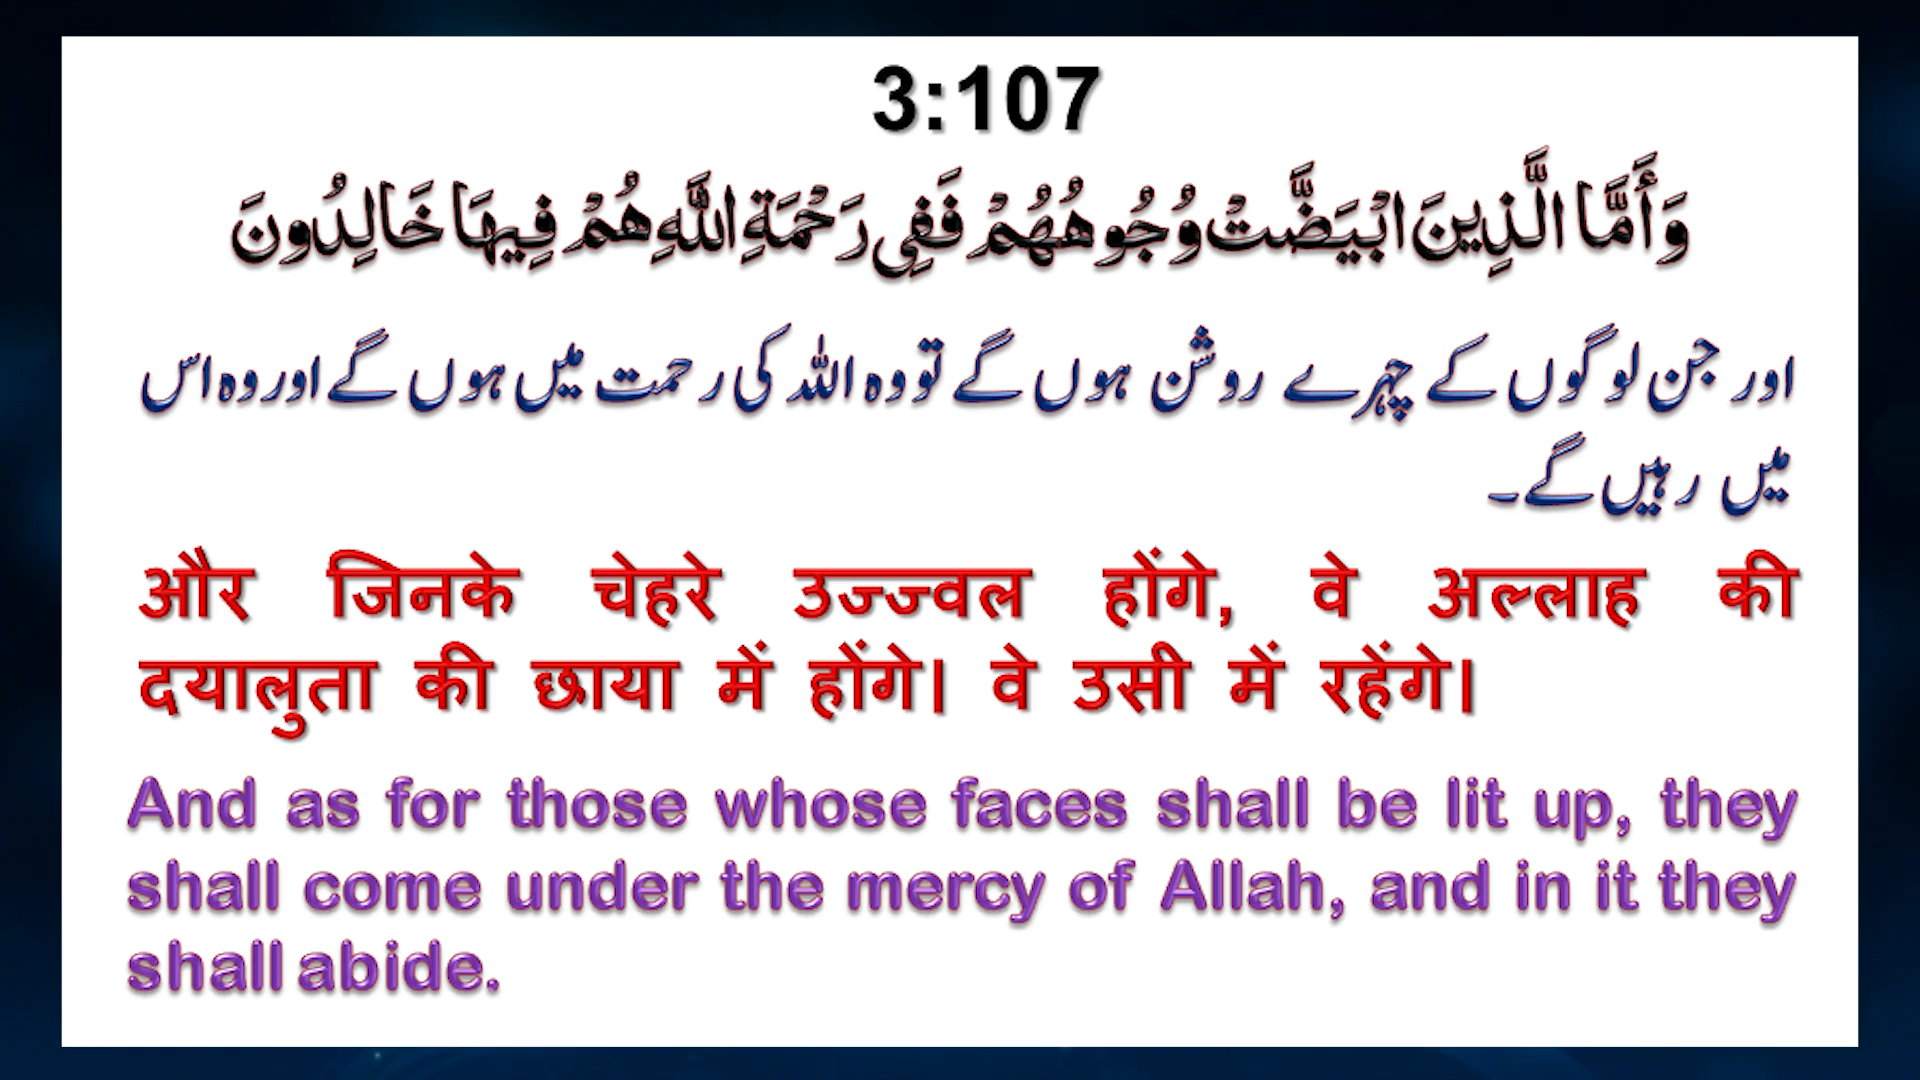 3:107
وَأَمَّا الَّذِينَ ابْيَضَّتْ وُجُوهُهُمْ فَفِي رَحْمَةِ اللَّهِ هُمْ فِيهَا خَالِدُونَ
اور جن لوگوں کے چہرے روشن ہوں گے تو وہ اللہ کی رحمت میں ہوں گے اور وہ اس
میں رہیں گے۔
और जिनके चेहरे उज्ज्वल होंगे, वे अल्लाह की
दयालुता की छाया में होंगे। वे उसी में रहेंगे।
And as for those whose faces shall be lit up, they
shall come under the mercy of Allah, and in it they
shall abide.